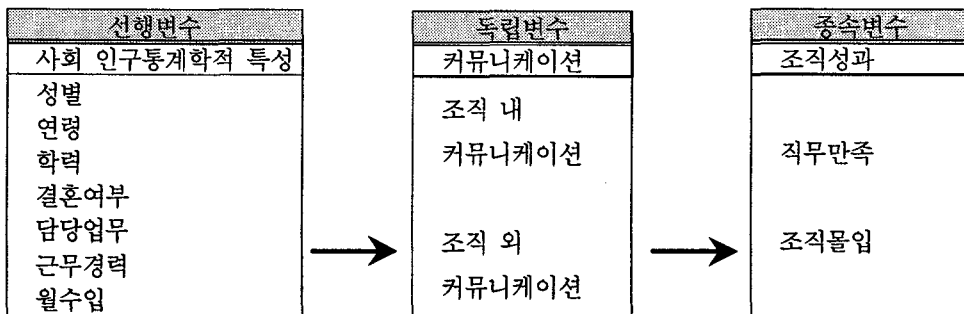 선행변수
사회 인구통계학적 특성
성별
연령
학력
결혼여부
담당업무
근무경력
월수입
독립변수
커뮤니케이션
조직 내
커뮤니케이션
조직 외
커뮤니케이션
종속변수
조직성과
직무만족
조직몰입